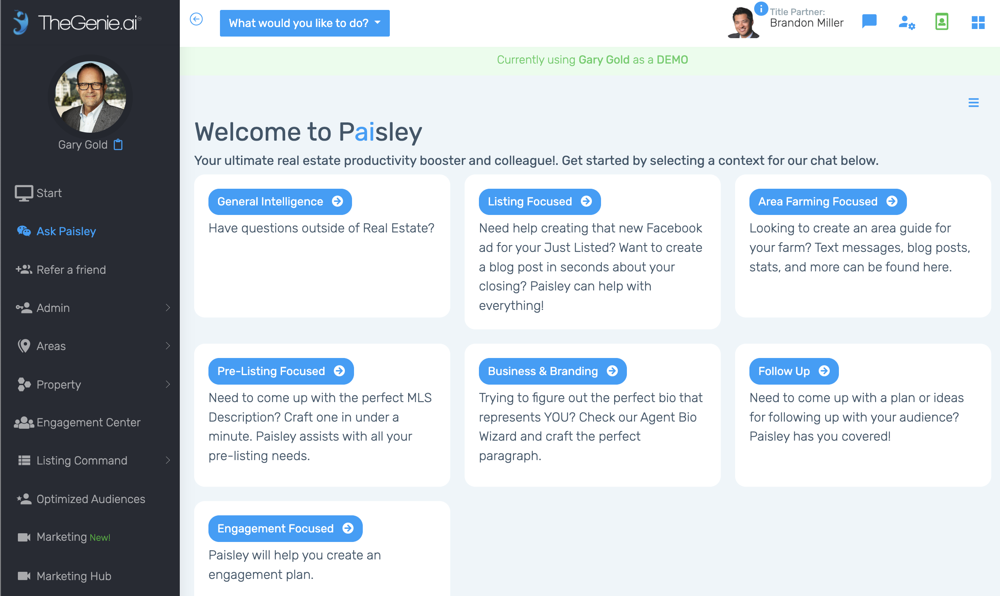 TheGenie.ai
What would you like to do?
i
Title Partner:
Brandon Miller
Currently using Gary Gold as a DEMO
Gary Gold
Start
Ask Paisley
Refer a friend
Admin
Areas
Property
Engagement Center
Listing Command
Optimized Audiences
Marketing New!
Marketing Hub
Welcome to Paisley
Your ultimate real estate productivity booster and colleague!. Get started by selecting a context for our chat below.
General Intelligence
Have questions outside of Real Estate?
Listing Focused
Need help creating that new Facebook
ad for your Just Listed? Want to create
a blog post in seconds about your
closing? Paisley can help with
everything!
Area Farming Focused
Looking to create an area guide for
your farm? Text messages, blog posts,
stats, and more can be found here.
Pre-Listing Focused
Need to come up with the perfect MLS
Description? Craft one in under a
minute. Paisley assists with all your
pre-listing needs.
Business & Branding
Trying to figure out the perfect bio that
represents YOU? Check our Agent Bio
Wizard and craft the perfect
paragraph.
Follow Up
Need to come up with a plan or ideas
for following up with your audience?
Paisley has you covered!
Engagement Focused
Paisley will help you create an
engagement plan.